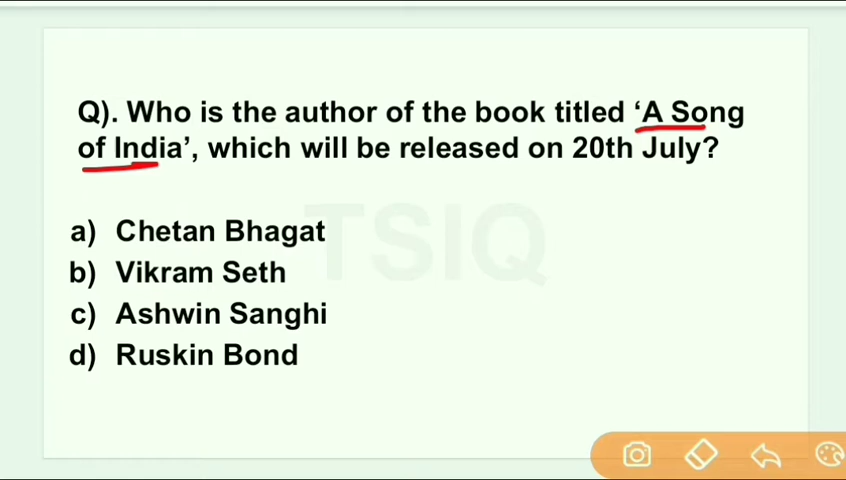 Q). Who is the author of the book titled ‘A Song
of India’, which will be released on 20th July?
TSIQ
a) Chetan Bhagat
b) Vikram Seth
c) Ashwin Sanghi
d) Ruskin Bond